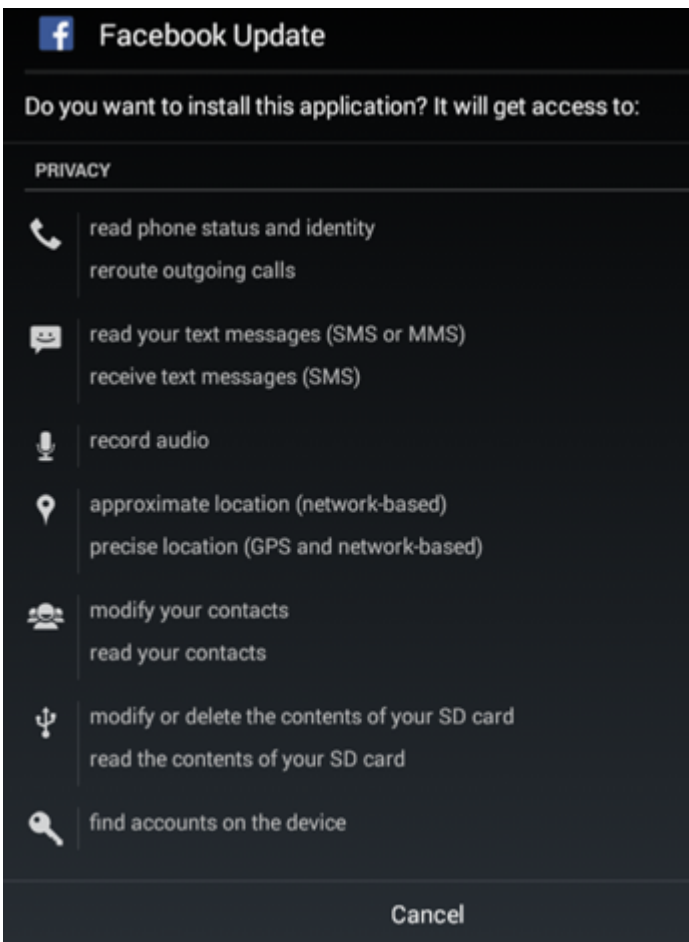 Facebook Update
Do you want to install this application? It will get access to:
PRIVACY
read phone status and identity
reroute outgoing calls
read your text messages (SMS or MMS)
receive text messages (SMS)
record audio
approximate location (network-based)
precise location (GPS and network-based)
modify your contacts
read your contacts
modify or delete the contents of your SD card
read the contents of your SD card
find accounts on the device
Cancel